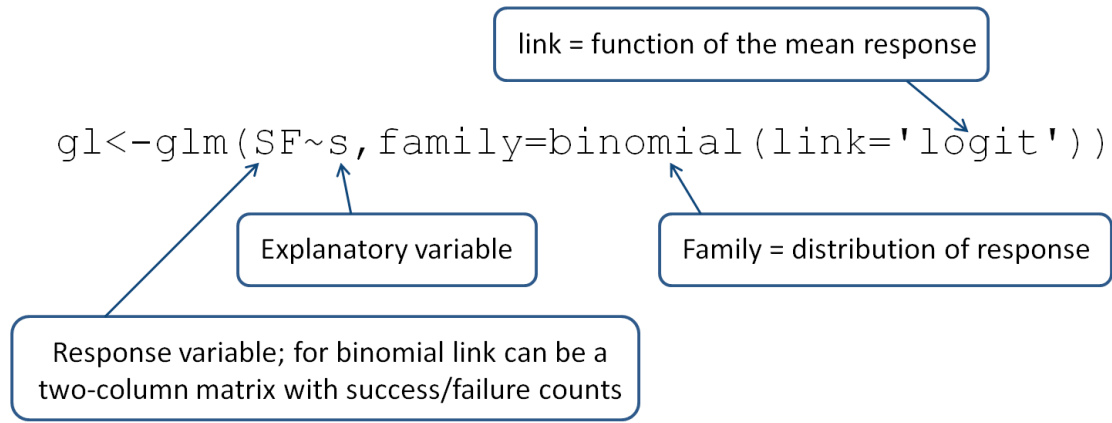 link = function of the mean response
gl<-glm(SF~s,family=binomial(link='logit'))
Explanatory variable
Family = distribution of response
Response variable; for binomial link can be a
two-column matrix with success/failure counts